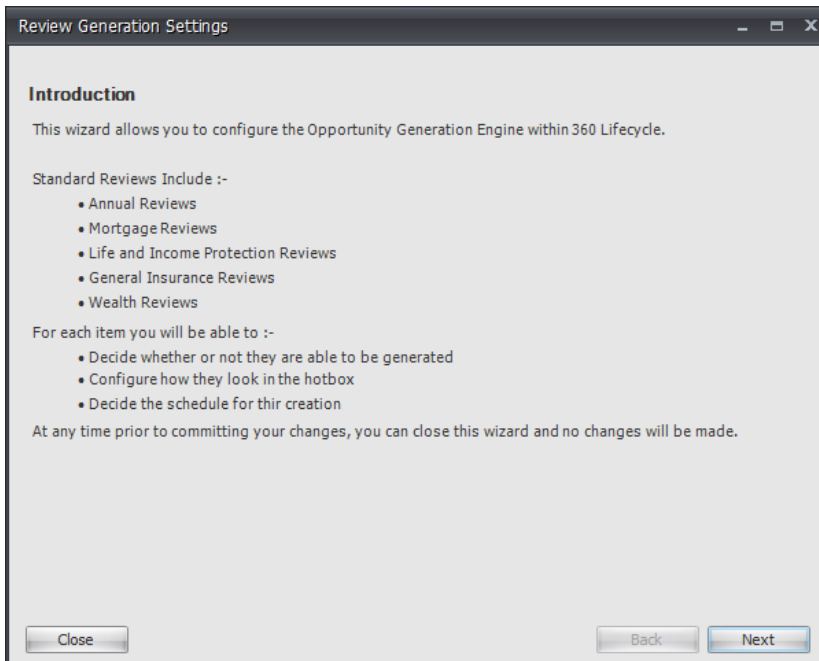 Review Generation Settings
Introduction
This wizard allows you to configure the Opportunity Generation Engine within 360 Lifecycle.
Standard Reviews Include :-
• Annual Reviews
• Mortgage Reviews
• Life and Income Protection Reviews
• General Insurance Reviews
• Wealth Reviews
For each item you will be able to :-
• Decide whether or not they are able to be generated
• Configure how they look in the hotbox
• Decide the schedule for thir creation
At any time prior to committing your changes, you can close this wizard and no changes will be made.
Close Back Next